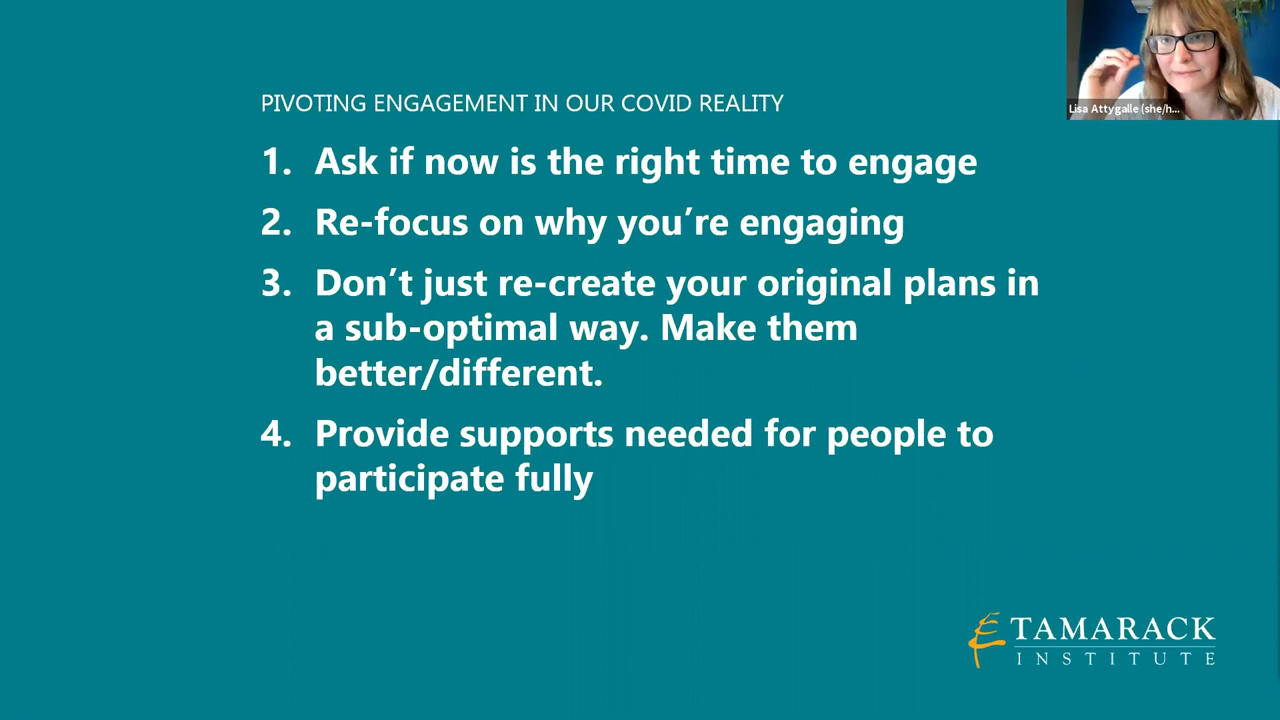 PIVOTING ENGAGEMENT IN OUR COVID REALITY
1. Ask if now is the right time to engage
2. Re-focus on why you're engaging
3. Don't just re-create your original plans in
a sub-optimal way. Make them
better/different.
4. Provide supports needed for people to
participate fully
Lisa Attygalle (she/h...
TAMARACK
INSTITUTE